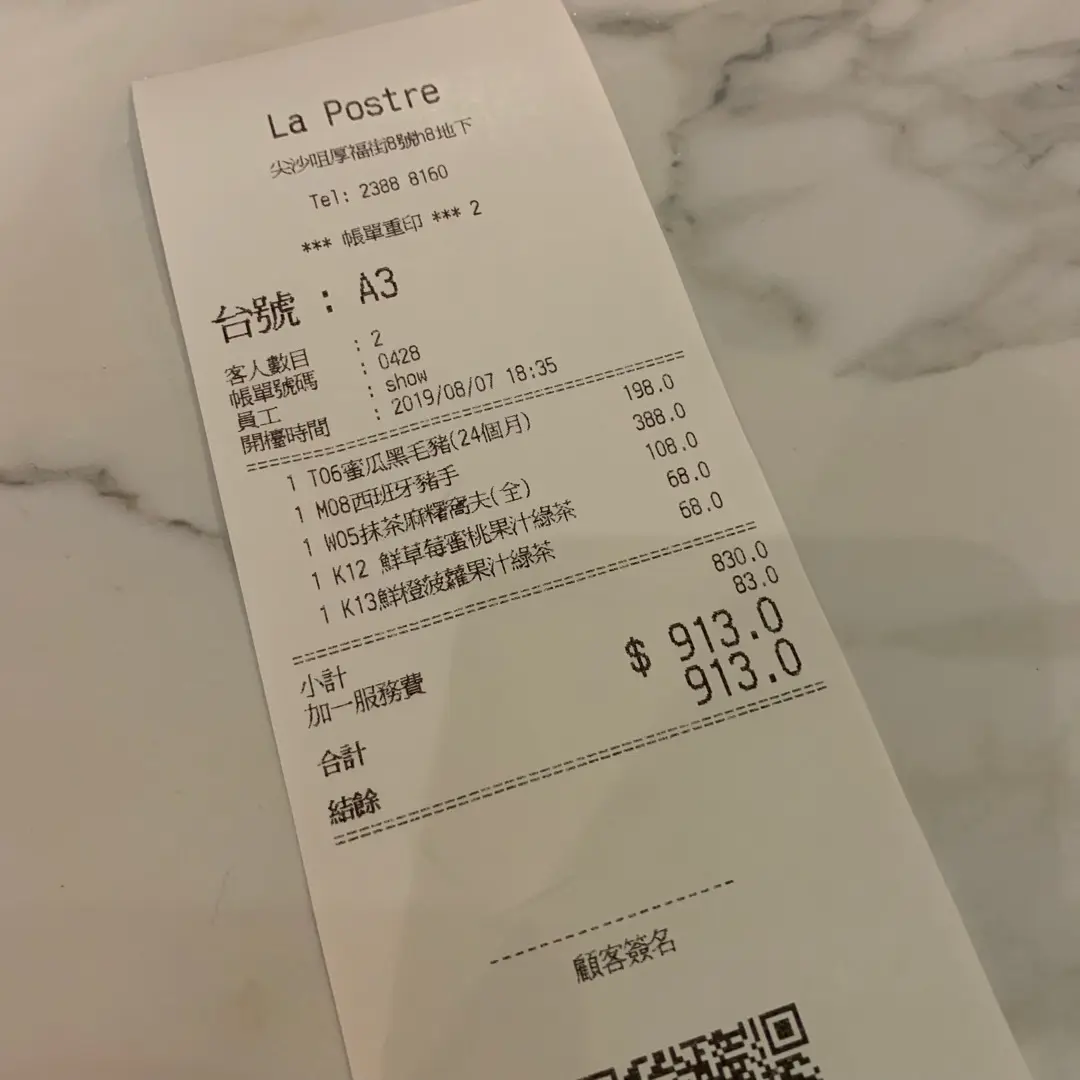 La Postre
尖沙咀厚福街8號h8地下
Tel: 2388 8160
*** 帳單重印 *** 2
台號 : A3
客人數目 : 2
帳單號碼 : 0428
員工 : show
開檯時間 : 2019/08/07 18:35
1 T06蜜瓜黑毛豬(24個月) 198.0
1 M08西班牙豬手 388.0
1 W05抹茶麻糬窩夫(全) 108.0
1 K12 鮮草莓蜜桃果汁綠茶 68.0
1 K13鮮橙菠蘿果汁綠茶 68.0
小計 830.0
加一服務費 83.0
合計 $ 913.0
結餘 913.0
顧客簽名